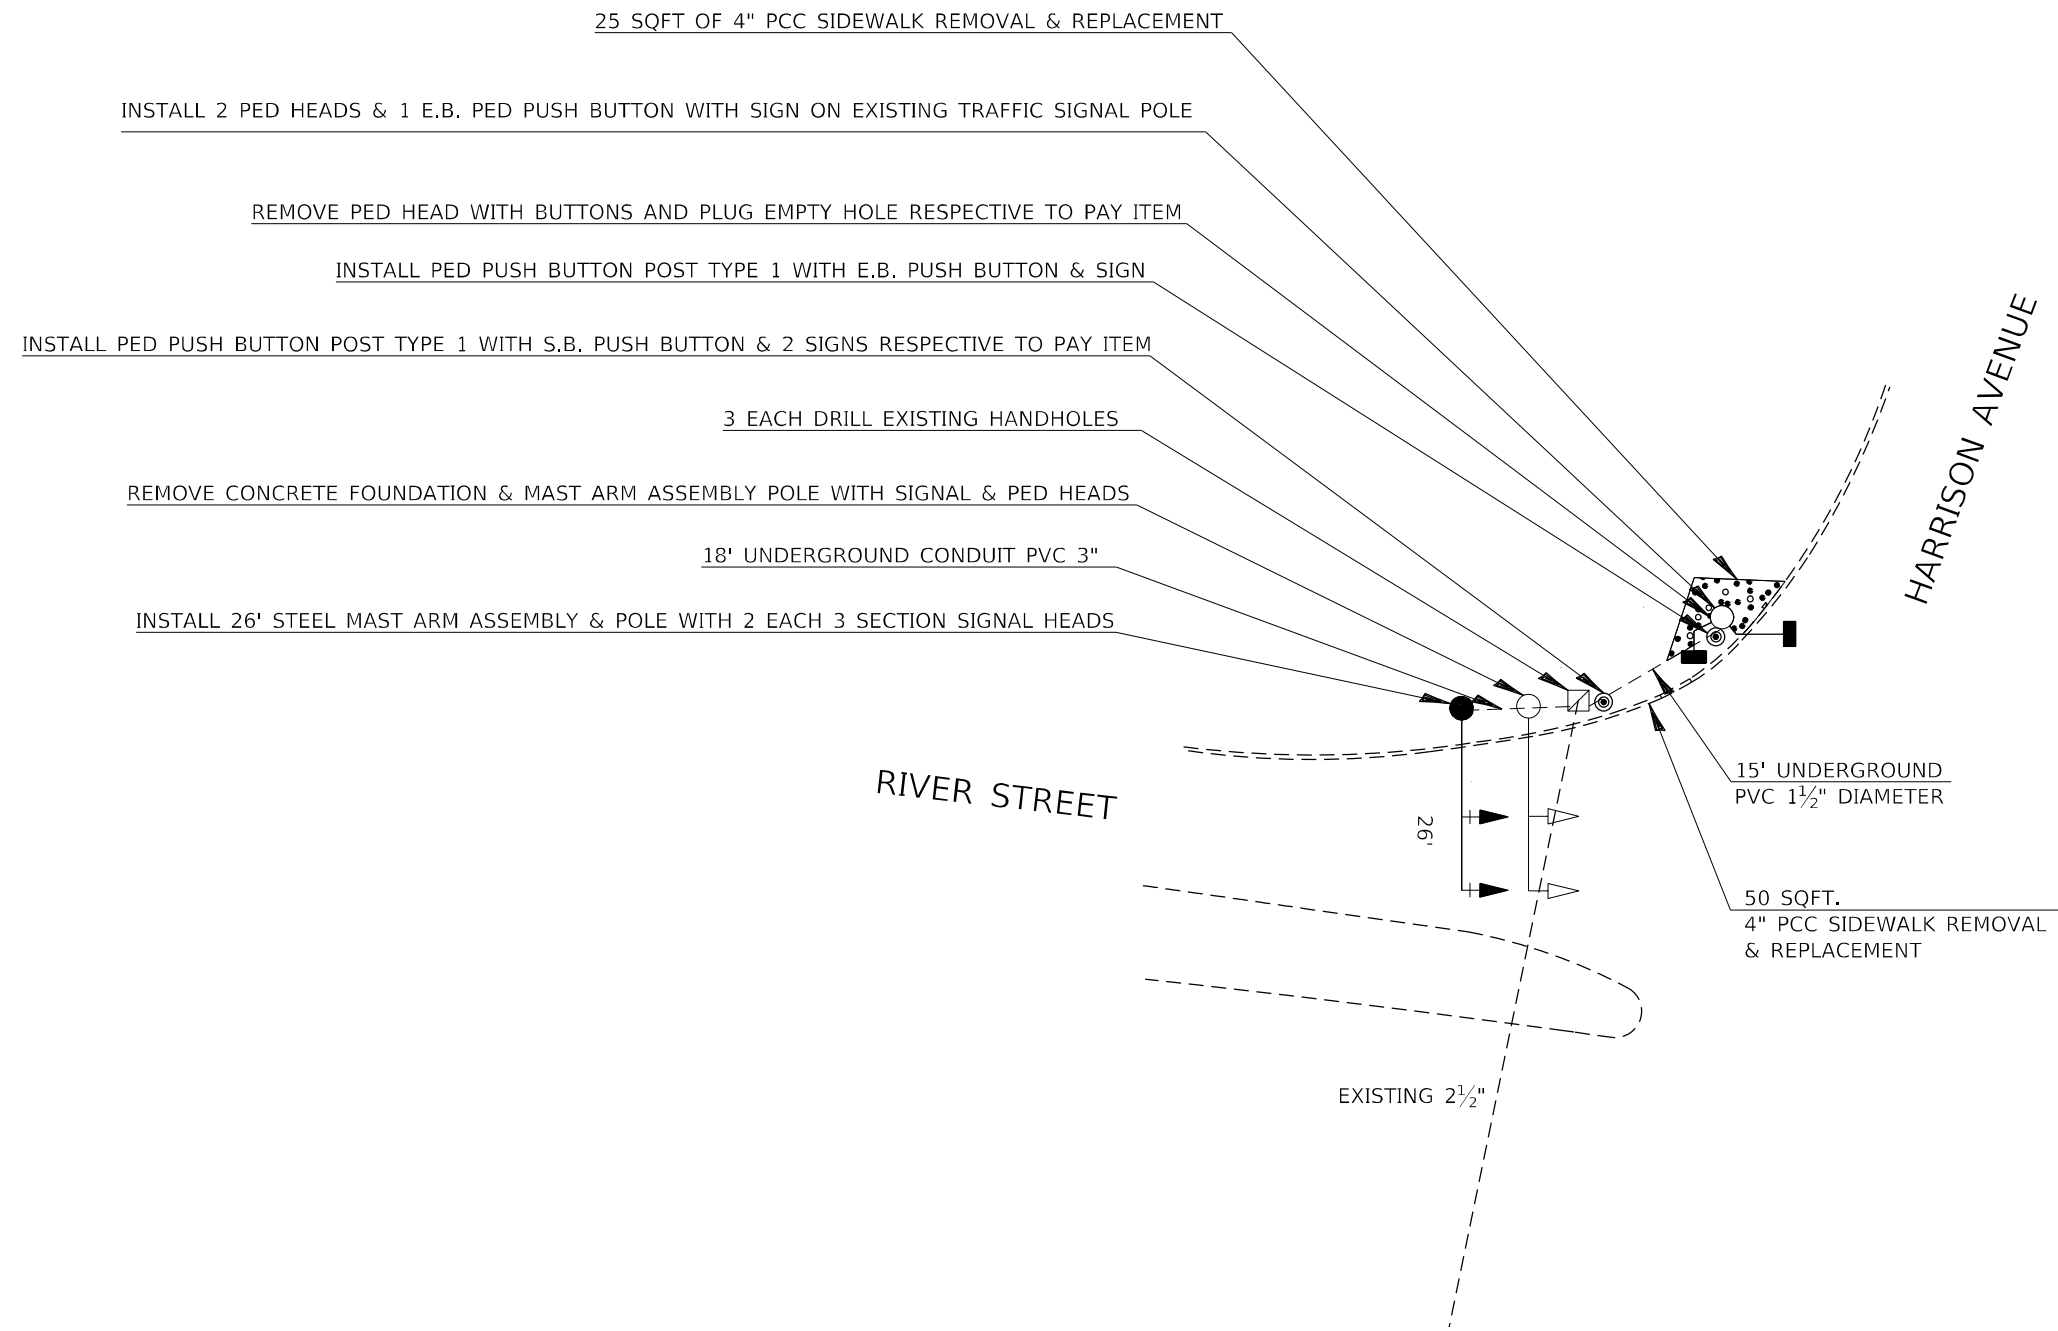 25 SQFT OF 4" PCC SIDEWALK REMOVAL & REPLACEMENT
INSTALL 2 PED HEADS & 1 E.B. PED PUSH BUTTON WITH SIGN ON EXISTING TRAFFIC SIGNAL POLE
REMOVE PED HEAD WITH BUTTONS AND PLUG EMPTY HOLE RESPECTIVE TO PAY ITEM
INSTALL PED PUSH BUTTON POST TYPE 1 WITH E.B. PUSH BUTTON & SIGN
INSTALL PED PUSH BUTTON POST TYPE 1 WITH S.B. PUSH BUTTON & 2 SIGNS RESPECTIVE TO PAY ITEM
3 EACH DRILL EXISTING HANDHOLES
REMOVE CONCRETE FOUNDATION & MAST ARM ASSEMBLY POLE WITH SIGNAL & PED HEADS
18' UNDERGROUND CONDUIT PVC 3"
INSTALL 26' STEEL MAST ARM ASSEMBLY & POLE WITH 2 EACH 3 SECTION SIGNAL HEADS
HARRISON AVENUE
RIVER STREET
26'
15' UNDERGROUND
PVC 1½" DIAMETER
50 SQFT.
4" PCC SIDEWALK REMOVAL
& REPLACEMENT
EXISTING 2½"